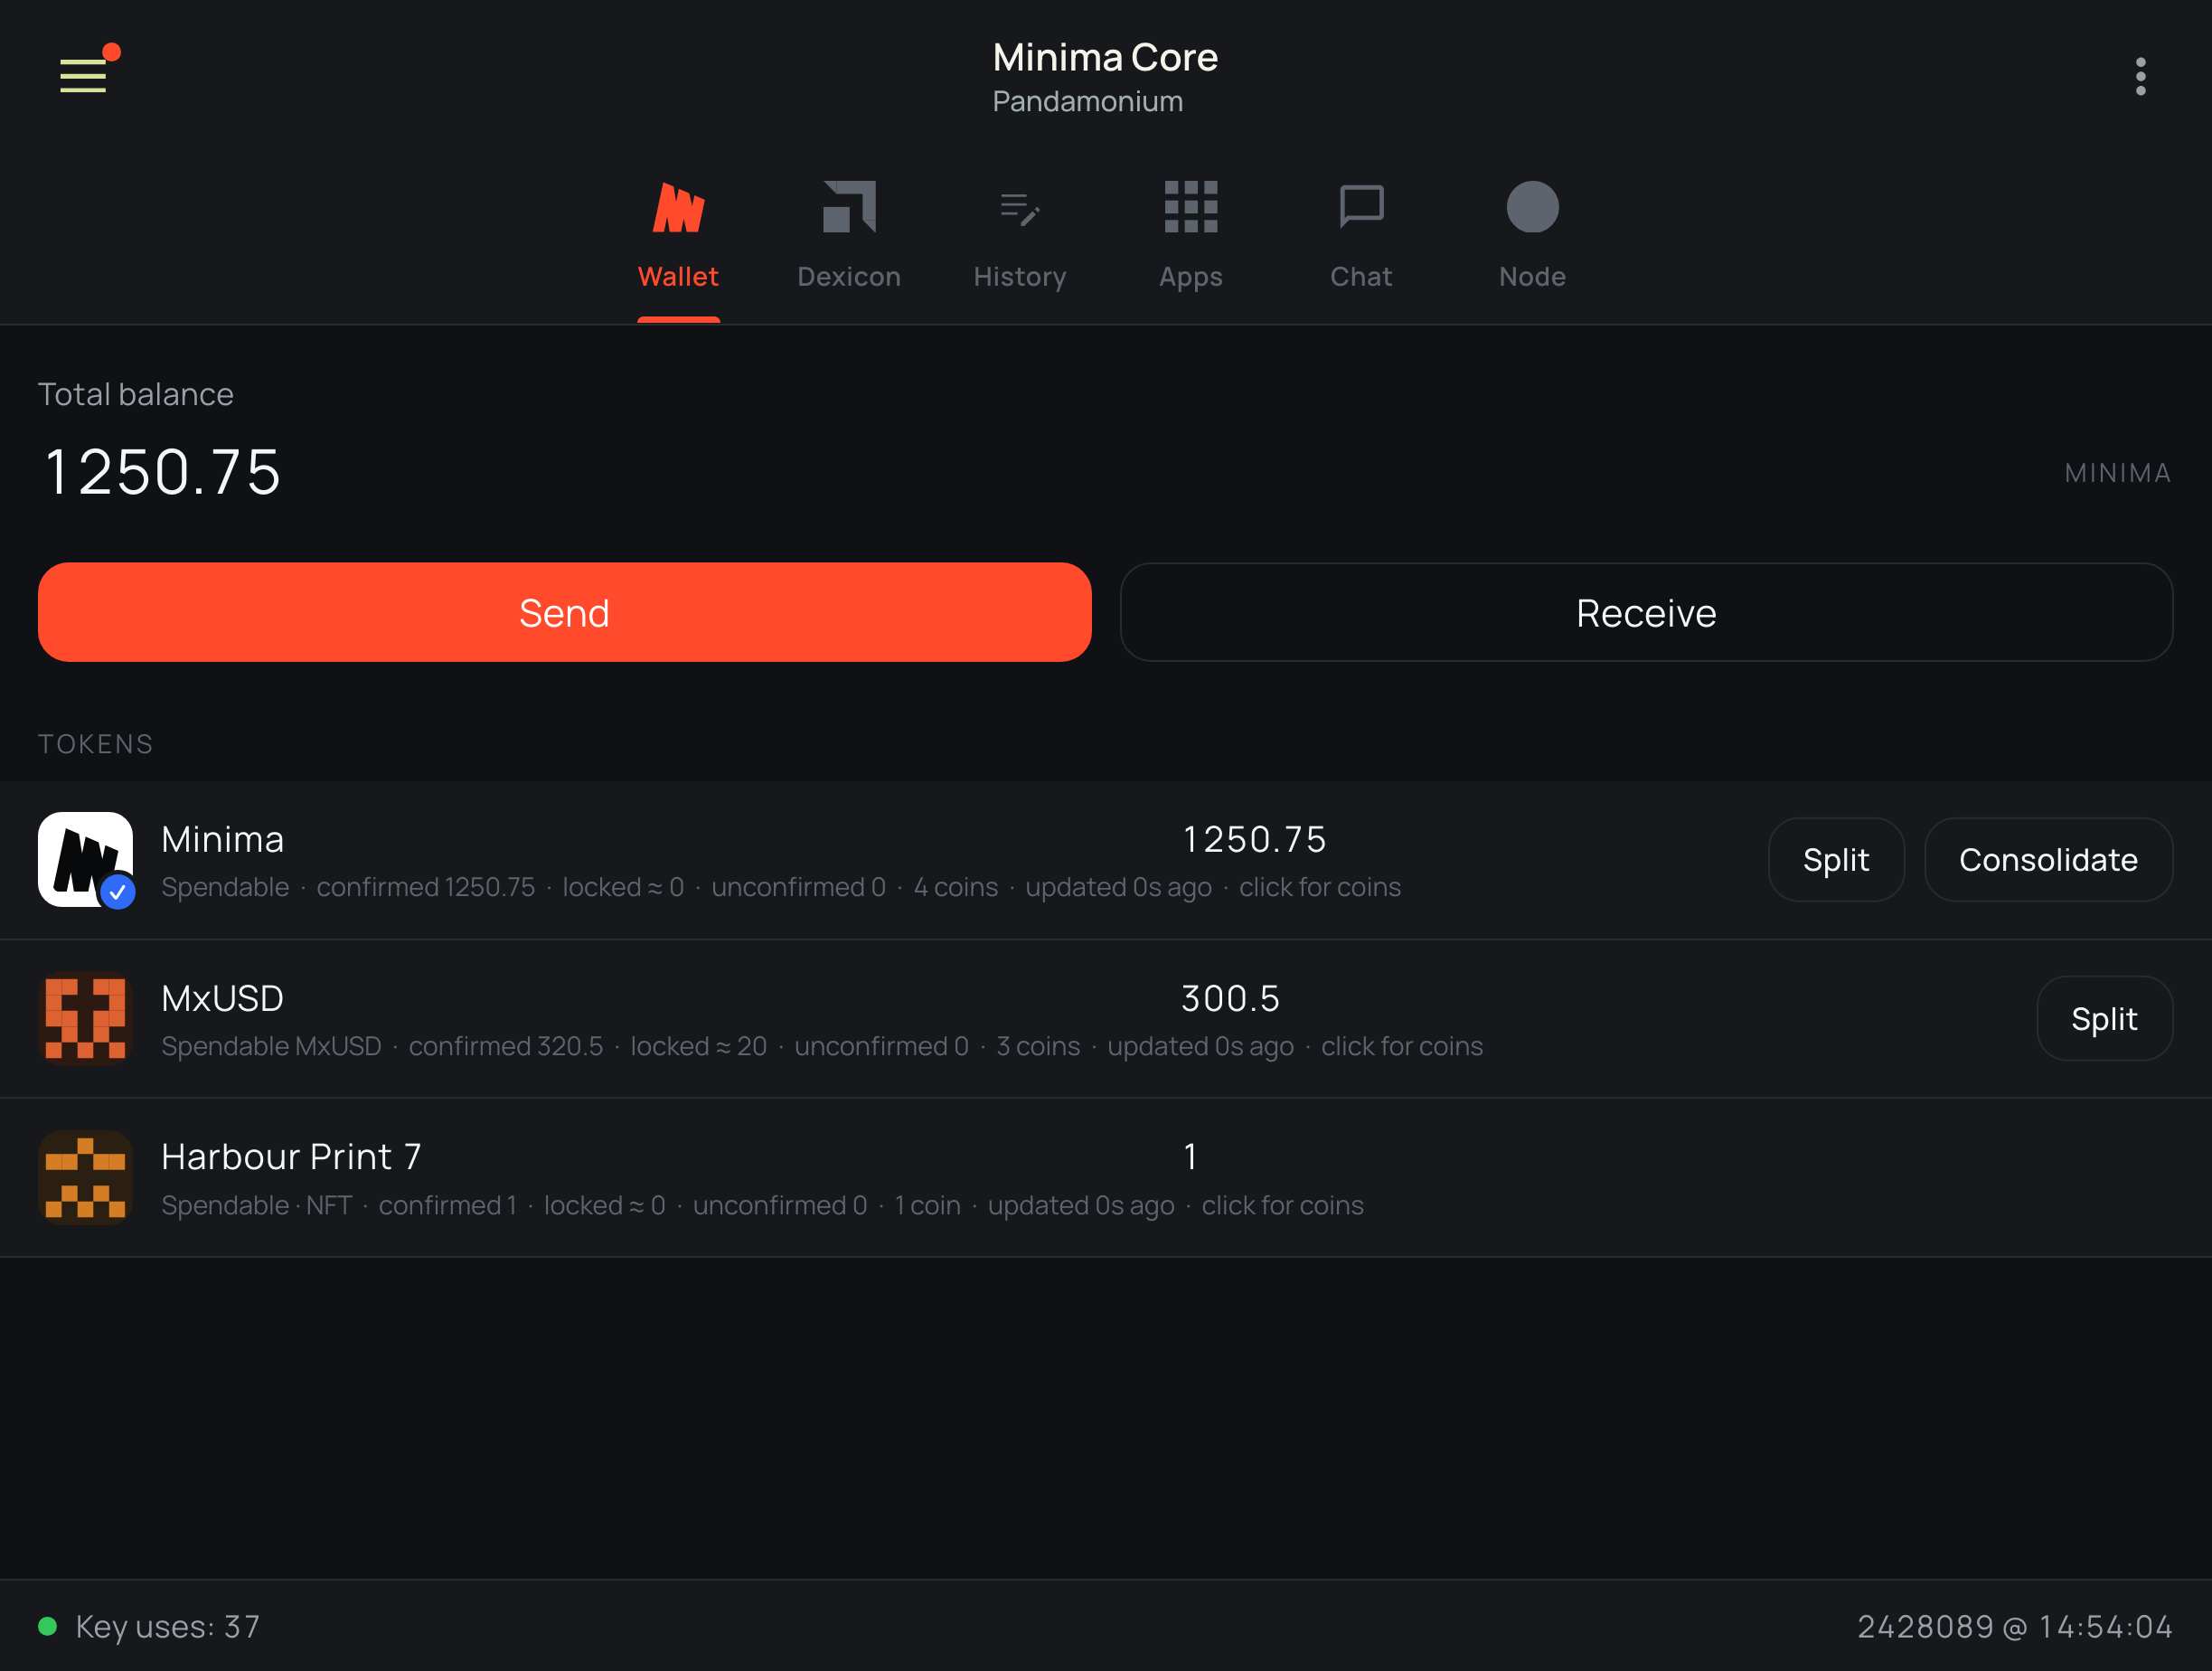 Minima Core
Pandamonium
Wallet
Dexicon
History
Apps
Chat
Node
Total balance
1250.75
MINIMA
Send
Receive
TOKENS
Minima
1250.75
Spendable · confirmed 1250.75 · locked ≈ 0 · unconfirmed 0 · 4 coins · updated 0s ago · click for coins
Split
Consolidate
MxUSD
300.5
Spendable MxUSD · confirmed 320.5 · locked ≈ 20 · unconfirmed 0 · 3 coins · updated 0s ago · click for coins
Split
Harbour Print 7
1
Spendable · NFT · confirmed 1 · locked ≈ 0 · unconfirmed 0 · 1 coin · updated 0s ago · click for coins
Key uses: 37
2428089 @ 14:54:04